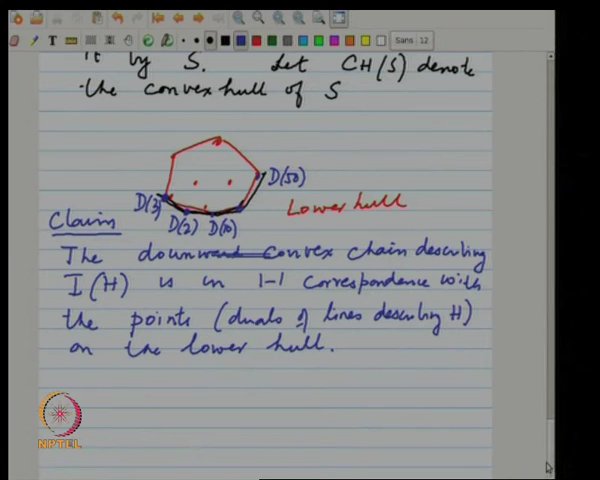 Sans 12
it by S. Let CH(S) denote
the convex hull of S
D(50)
D(3)
D(2) D(10)
Lower hull
Claim
The downward convex chain describing
I(H) is in 1-1 correspondence with
the points (duals of lines describing H)
on the lower hull.
NPTEL